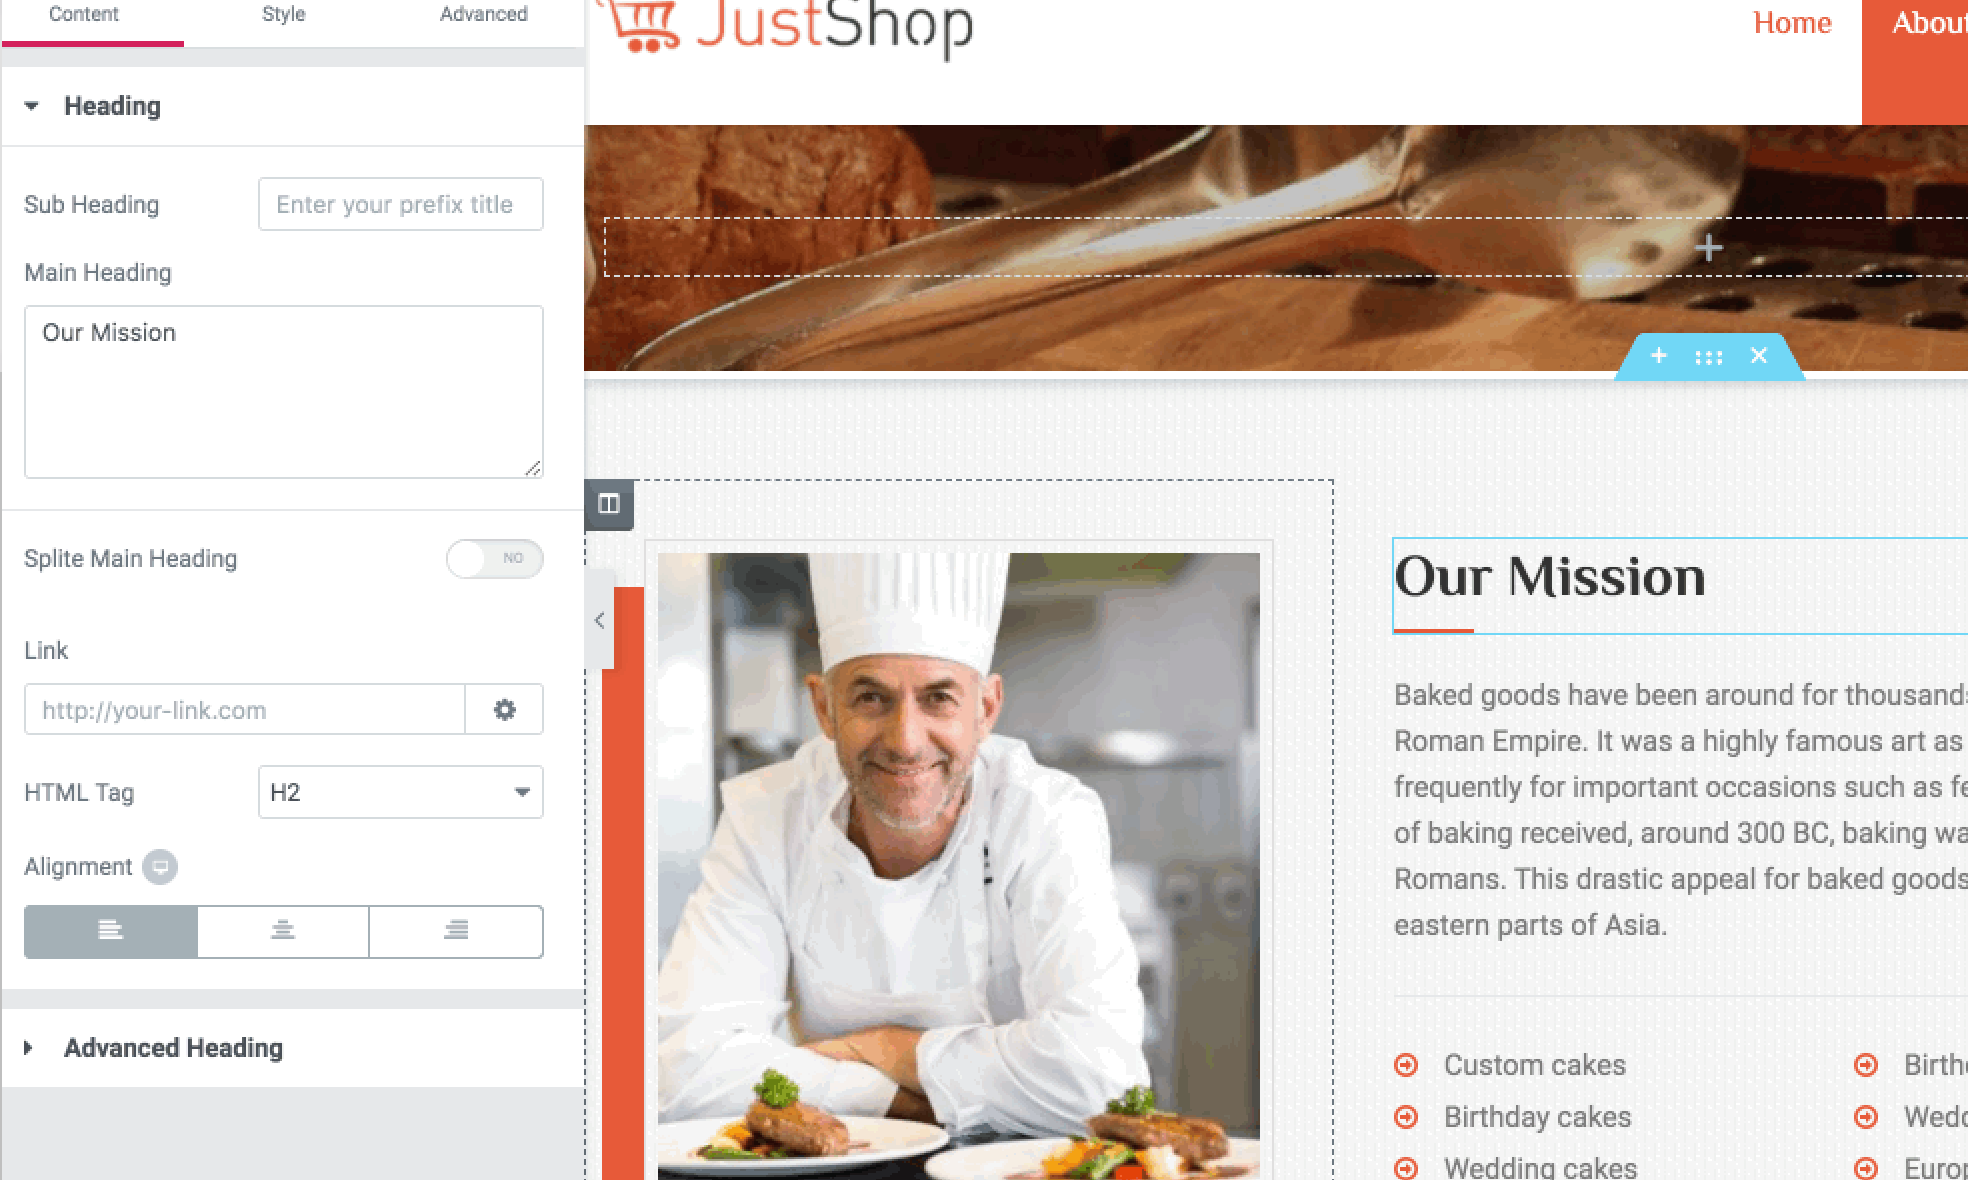 Content
Style
Advanced
Heading
Sub Heading
Enter your prefix title
Main Heading
Our Mission
Splite Main Heading
NO
Link
http://your-link.com
HTML Tag
H2
Alignment
Advanced Heading
JustShop
Home
About
Our Mission
Baked goods have been around for thousands
Roman Empire. It was a highly famous art as
frequently for important occasions such as fe
of baking received, around 300 BC, baking wa
Romans. This drastic appeal for baked goods
eastern parts of Asia.
Custom cakes
Birthday cakes
Wedding cakes
Birth
Wedd
Europ